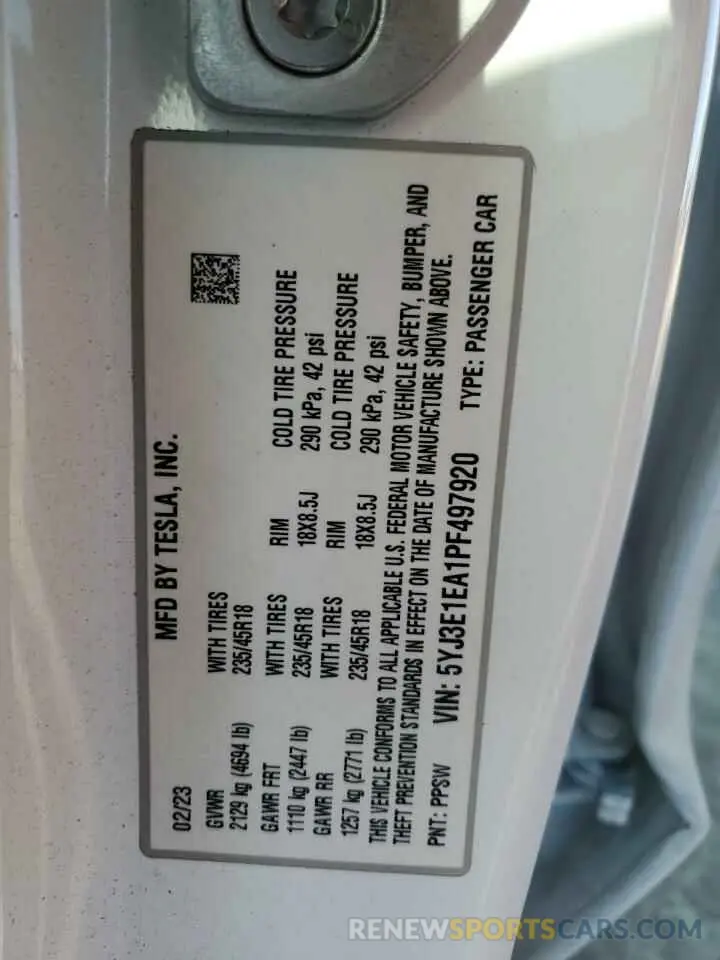 MFD BY TESLA, INC.
02/23
GVWR WITH TIRES
2129 kg (4694 lb) 235/45R18
GAWR FRT WITH TIRES RIM COLD TIRE PRESSURE
1110 kg (2447 lb) 235/45R18 18X8.5J 290 kPa, 42 psi
GAWR RR WITH TIRES RIM COLD TIRE PRESSURE
1257 kg (2771 lb) 235/45R18 18X8.5J 290 kPa, 42 psi
THIS VEHICLE CONFORMS TO ALL APPLICABLE U.S. FEDERAL MOTOR VEHICLE SAFETY, BUMPER, AND
THEFT PREVENTION STANDARDS IN EFFECT ON THE DATE OF MANUFACTURE SHOWN ABOVE.
PNT: PPSW VIN: 5YJ3E1EA1PF497920 TYPE: PASSENGER CAR
RENEWSPORTSCARS.COM